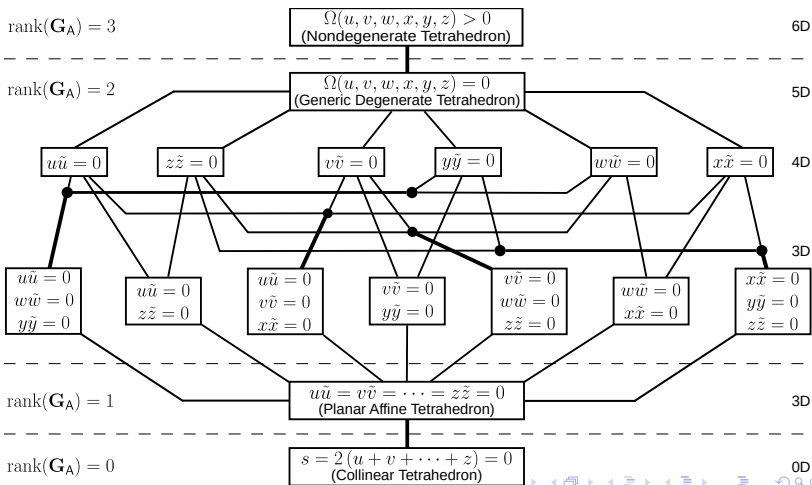 rank(G_A) = 3
Ω(u, v, w, x, y, z) > 0
(Nondegenerate Tetrahedron)
6D
rank(G_A) = 2
Ω(u, v, w, x, y, z) = 0
(Generic Degenerate Tetrahedron)
5D
uũ = 0
zz̃ = 0
vṽ = 0
yỹ = 0
ww̃ = 0
xx̃ = 0
4D
3D
uũ = 0
ww̃ = 0
yỹ = 0
uũ = 0
zz̃ = 0
uũ = 0
vṽ = 0
xx̃ = 0
vṽ = 0
yỹ = 0
vṽ = 0
ww̃ = 0
zz̃ = 0
ww̃ = 0
xx̃ = 0
xx̃ = 0
yỹ = 0
zz̃ = 0
rank(G_A) = 1
uũ = vṽ = ⋯ = zz̃ = 0
(Planar Affine Tetrahedron)
3D
rank(G_A) = 0
s = 2 (u + v + ⋯ + z) = 0
(Collinear Tetrahedron)
0D